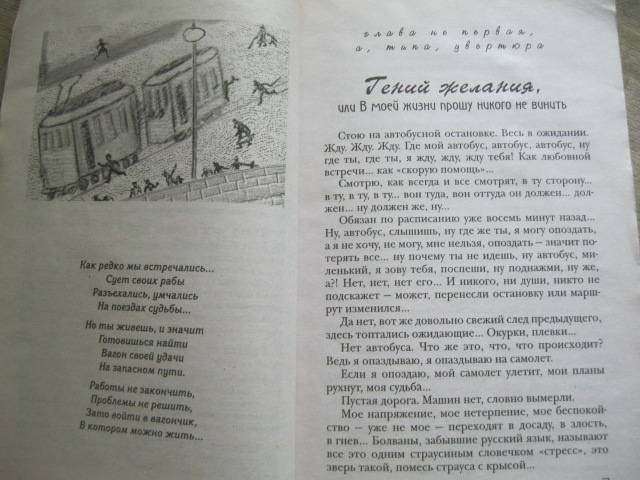 Как редко мы встречались...
Сует своих рабы
Разъехались, умчались
На поездах судьбы...
Но ты живешь, и значит
Готовишься найти
Вагон своей удачи
На запасном пути.
Работы не закончить,
Проблемы не решить,
Зато войти в вагончик,
В котором можно жить...
глава не первая,
а, типа, увертюра
Гений желания,
или В моей жизни прошу никого не винить
Стою на автобусной остановке. Весь в ожидании.
Жду. Жду. Жду. Где мой автобус, автобус, автобус, ну
где ты, где ты, я жду, жду, жду тебя! Как любовной
встречи... как «скорую помощь»...
Смотрю, как всегда и все смотрят, в ту сторону...
в ту, в ту, в ту... вон туда, вон оттуда он должен... дол-
жен... ну должен же, ну...
Обязан по расписанию уже восемь минут назад...
Ну, автобус, слышишь, ну где же ты, я могу опоздать,
а я не хочу, не могу, мне нельзя, опоздать — значит по-
терять все... ну почему ты не идешь, ну автобус, ми-
ленький, я зову тебя, поспеши, ну поднажми, ну же,
а?! Нет, нет, нет его... И никого, ни души, никто не
подскажет — может, перенесли остановку или марш-
рут изменился...
Да нет, вот же довольно свежий след предыдущего,
здесь топтались ожидающие... Окурки, плевки...
Нет автобуса. Что же это, что, что происходит?
Ведь я опаздываю, я опаздываю на самолет.
Если я опоздаю, мой самолет улетит, мои планы
рухнут, моя судьба...
Пустая дорога. Машин нет, словно вымерли.
Мое напряжение, мое нетерпение, мое беспокой-
ство — уже не мое — переходят в досаду, в злость,
в гнев... Болваны, забывшие русский язык, называют
все это одним страусиным словечком «стресс», это
зверь такой, помесь страуса с крысой...